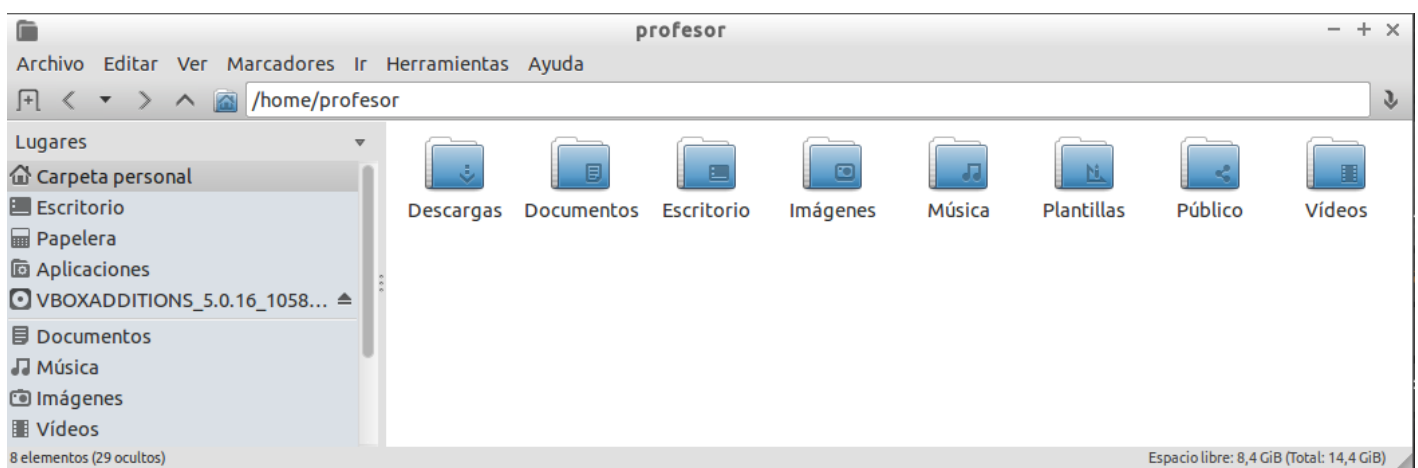 profesor
Archivo Editar Ver Marcadores Ir Herramientas Ayuda
/home/profesor
Lugares
Carpeta personal
Escritorio
Papelera
Aplicaciones
VBOXADDITIONS_5.0.16_1058...
Documentos
Música
Imágenes
Vídeos
Descargas Documentos Escritorio Imágenes Música Plantillas Público Vídeos
8 elementos (29 ocultos) Espacio libre: 8,4 GiB (Total: 14,4 GiB)